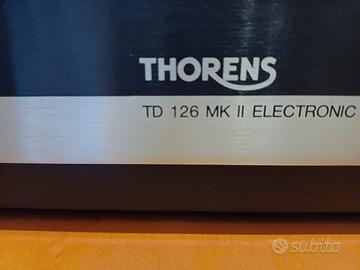 THORENS
TD 126 MK II ELECTRONIC
subito